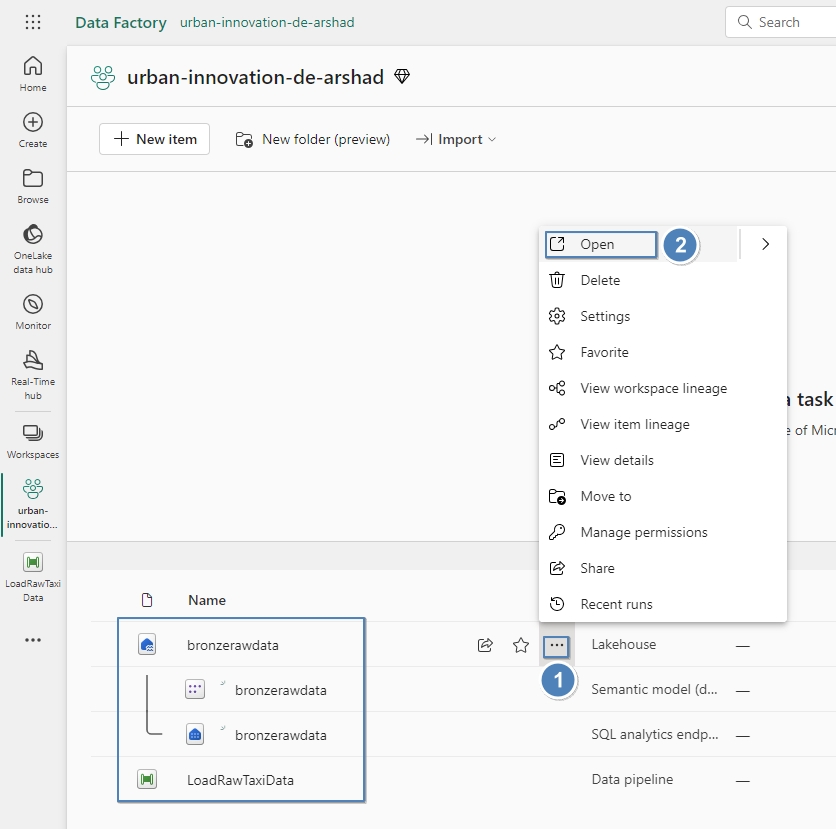 Data Factory urban-innovation-de-arshad
Search
Home
Create
Browse
OneLake
data hub
Monitor
Real-Time
hub
Workspaces
urban-
innovatio...
LoadRawTaxi
Data
urban-innovation-de-arshad
New item
New folder (preview)
Import
Open
2
Delete
Settings
Favorite
View workspace lineage
View item lineage
View details
Move to
Manage permissions
Share
Recent runs
a task
e of Micr
Name
bronzerawdata
Lakehouse
—
1
bronzerawdata
Semantic model (d...
—
bronzerawdata
SQL analytics endp...
—
LoadRawTaxiData
Data pipeline
—